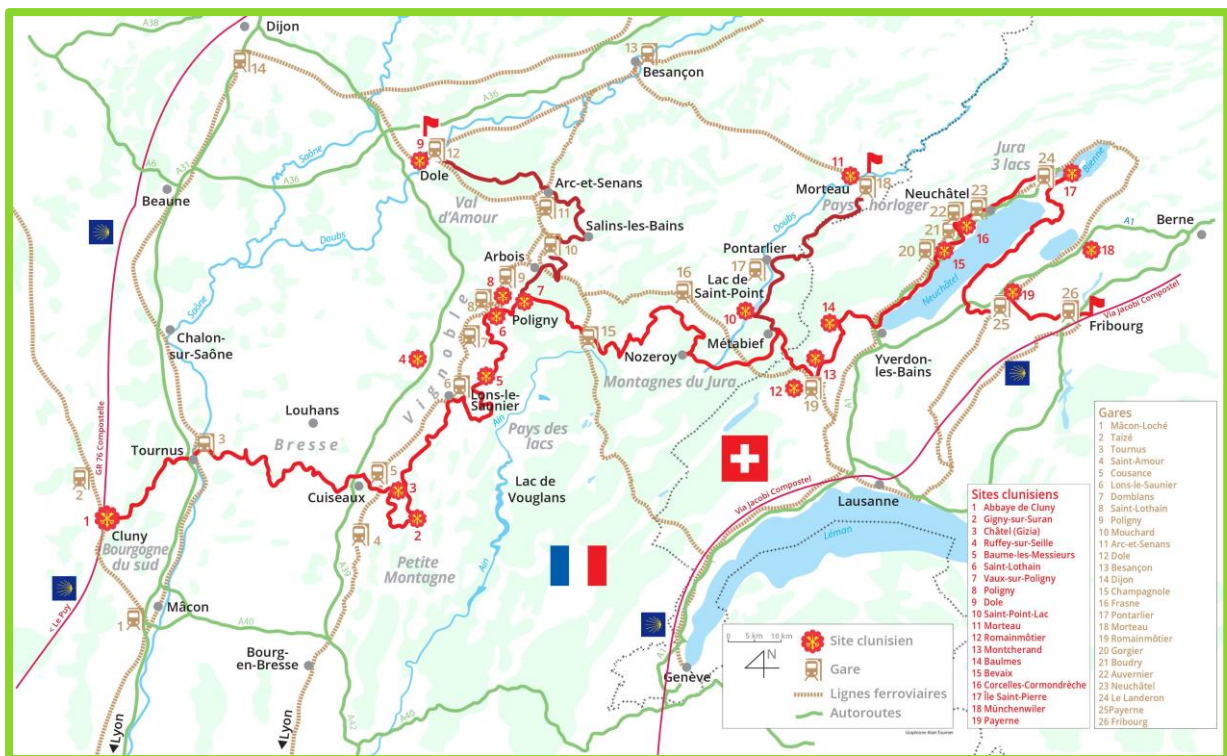 A38
Dijon
14
A31
A6
A36
Beaune
GR 76 Compostelle
Saône
Doubs
Saône
Chalon-
sur-Saône
A36
9
12
Dole
Val
d'Amour
13
Besançon
Arc-et-Senans
11
Salins-les-Bains
10
Arbois
9
8
8
7
Poligny
6
7
4
5
6
Lons-le-
Saunier
Vignoble
Louhans
Bresse
Tournus
3
2
1
Cluny
Bourgogne
du sud
Mâcon
1
A40
< Le Puy
Lyon
Bourg-
en-Bresse
Lyon
A42
A40
A39
Cuiseaux
5
3
2
4
Petite
Montagne
Ain
Ain
Pays des
lacs
Lac de
Vouglans
15
Nozeroy
Montagnes du Jura
16
Lac de
Saint-Point
10
Métabief
Pontarlier
17
Doubs
11
Morteau
18
Pays horloger
14
13
12
19
Yverdon-
les-Bains
A1
Neuchâtel
20
21
22
23
15
16
Neuchâtel
Jura
3 lacs
24
Bienne
17
Berne
A1
18
19
25
26
Fribourg
Via Jacobi Compostel
Via Jacobi Compostel
Lausanne
Léman
Genève
A1
0 5 km 10 km
N
Site clunisien
Gare
Lignes ferroviaires
Autoroutes
Sites clunisiens
1 Abbaye de Cluny
2 Gigny-sur-Suran
3 Châtel (Gizia)
4 Ruffey-sur-Seille
5 Baume-les-Messieurs
6 Saint-Lothain
7 Vaux-sur-Poligny
8 Poligny
9 Dole
10 Saint-Point-Lac
11 Morteau
12 Romainmôtier
13 Montcherand
14 Baulmes
15 Bevaix
16 Corcelles-Cormondrèche
17 Île Saint-Pierre
18 Münchenwiler
19 Payerne
Gares
1 Mâcon-Loché
2 Taizé
3 Tournus
4 Saint-Amour
5 Cousance
6 Lons-le-Saunier
7 Domblans
8 Saint-Lothain
9 Poligny
10 Mouchard
11 Arc-et-Senans
12 Dole
13 Besançon
14 Dijon
15 Champagnole
16 Frasne
17 Pontarlier
18 Morteau
19 Romainmôtier
20 Gorgier
21 Boudry
22 Auvernier
23 Neuchâtel
24 Le Landeron
25Payerne
26 Fribourg